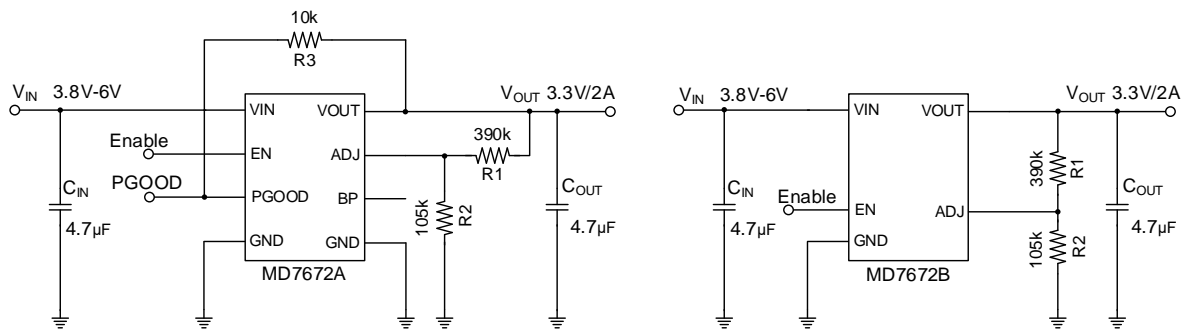 10k
R3
VIN 3.8V-6V
VOUT 3.3V/2A
VIN
VOUT
390k
R1
Enable
EN
ADJ
PGOOD
PGOOD
BP
CIN
4.7µF
105k
R2
COUT
4.7µF
GND
GND
MD7672A
VIN 3.8V-6V
VOUT 3.3V/2A
VIN
VOUT
390k
R1
CIN
4.7µF
Enable
EN
ADJ
GND
105k
R2
COUT
4.7µF
MD7672B